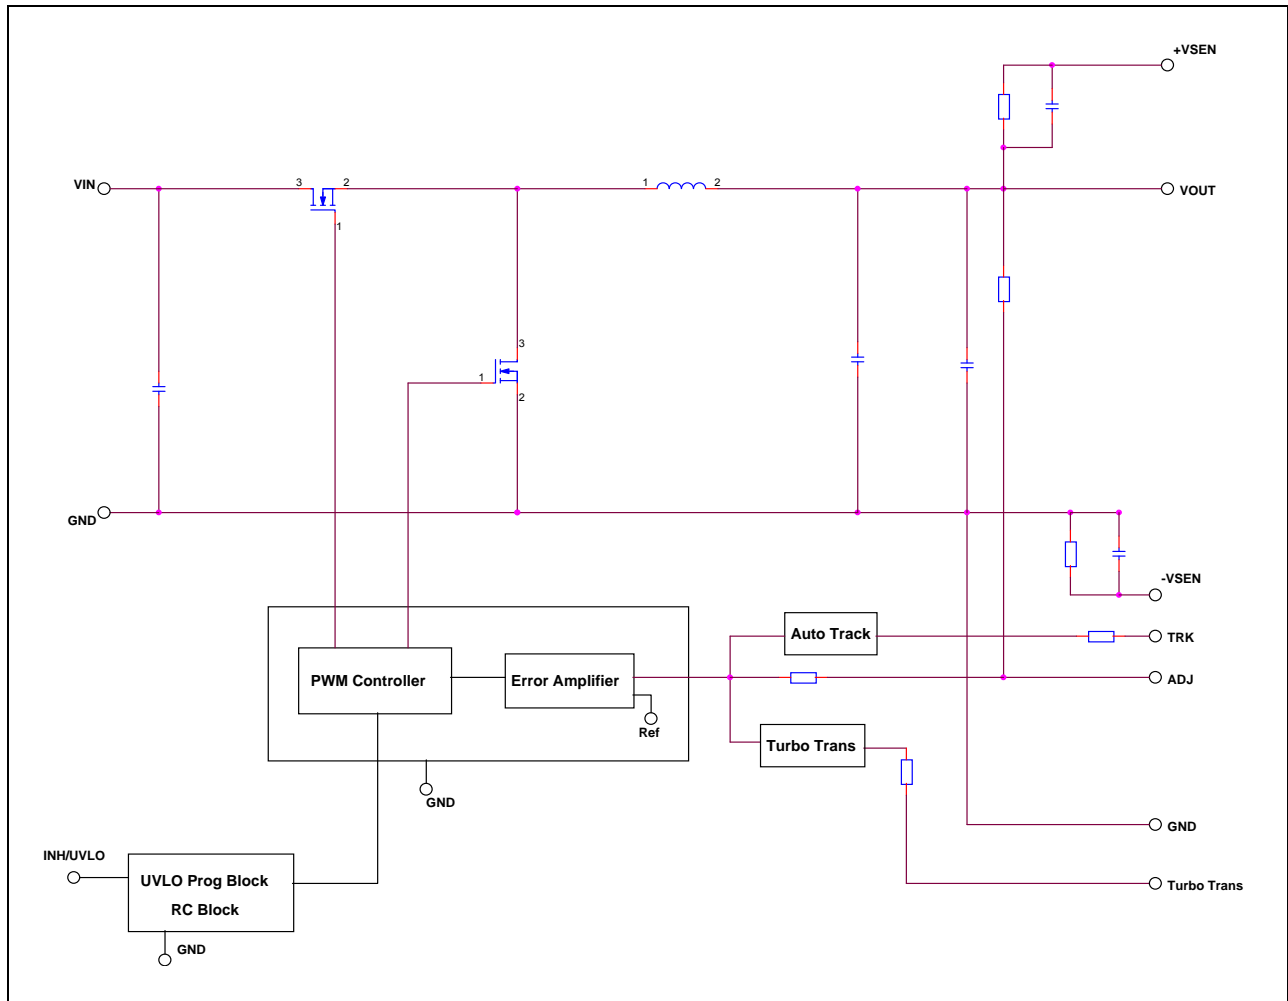 +VSEN
VIN
3
2
1
2
VOUT
1
3
1
2
GND
-VSEN
Auto Track
TRK
PWM Controller
Error Amplifier
ADJ
Ref
Turbo Trans
GND
GND
INH/UVLO
UVLO Prog Block
RC Block
Turbo Trans
GND